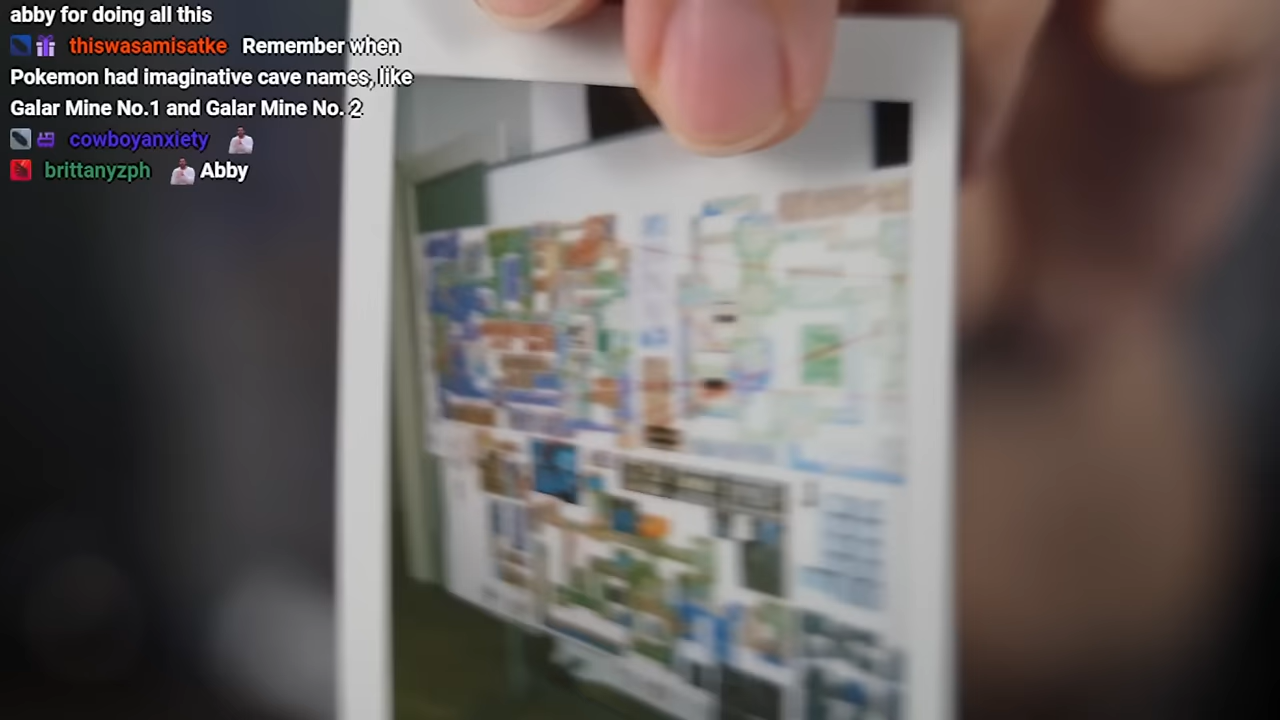 abby for doing all this
thiswasamisatke Remember when
Pokemon had imaginative cave names, like
Galar Mine No.1 and Galar Mine No. 2
cowboyanxiety
brittanyzph Abby